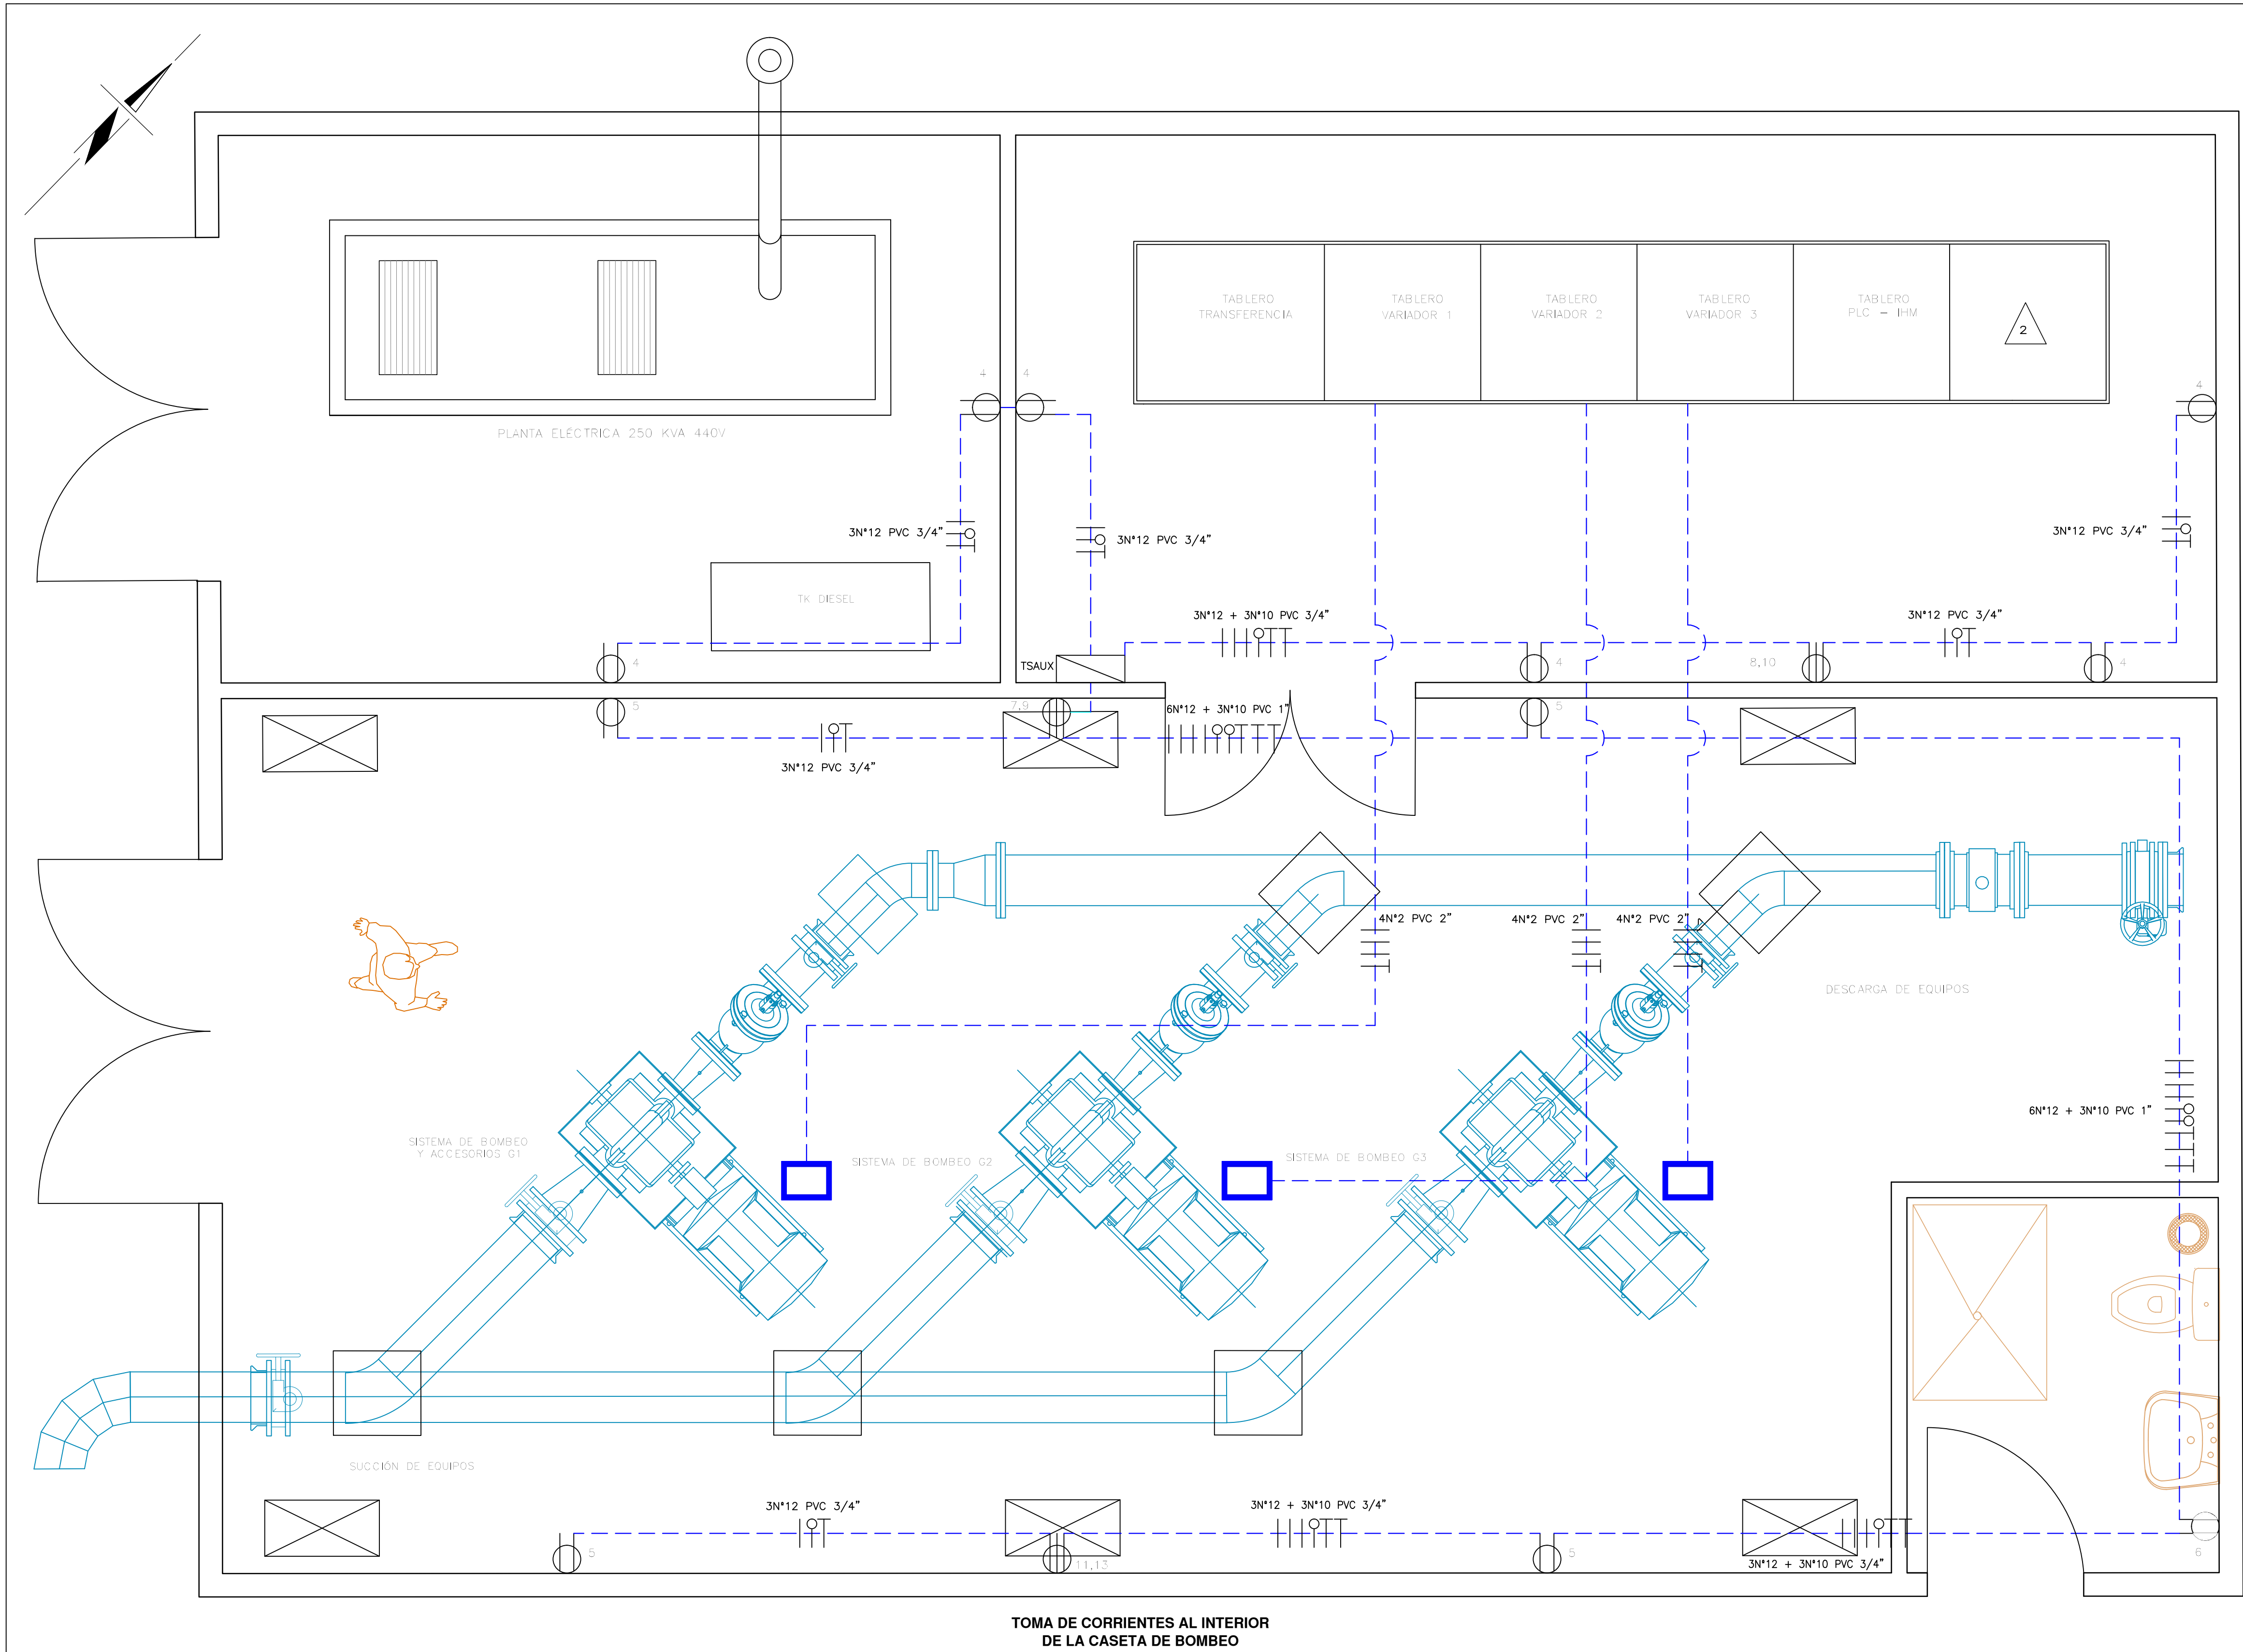 TABLERO
TRANSFERENCIA
TABLERO
VARIADOR 1
TABLERO
VARIADOR 2
TABLERO
VARIADOR 3
TABLERO
PLC - IHM
2
4
4
4
PLANTA ELÉCTRICA 250 KVA 440V
3N°12 PVC 3/4"
3N°12 PVC 3/4"
3N°12 PVC 3/4"
TK DIESEL
3N°12 + 3N°10 PVC 3/4"
3N°12 PVC 3/4"
4
TSAUX
4
8,10
4
5
7,9
6N°12 + 3N°10 PVC 1"
5
3N°12 PVC 3/4"
4N°2 PVC 2"
4N°2 PVC 2"
4N°2 PVC 2"
DESCARGA DE EQUIPOS
6N°12 + 3N°10 PVC 1"
SISTEMA DE BOMBEO
Y ACCESORIOS G1
SISTEMA DE BOMBEO G2
SISTEMA DE BOMBEO G3
SUCCIÓN DE EQUIPOS
3N°12 PVC 3/4"
3N°12 + 3N°10 PVC 3/4"
5
11,13
5
3N°12 + 3N°10 PVC 3/4"
6
TOMA DE CORRIENTES AL INTERIOR
DE LA CASETA DE BOMBEO